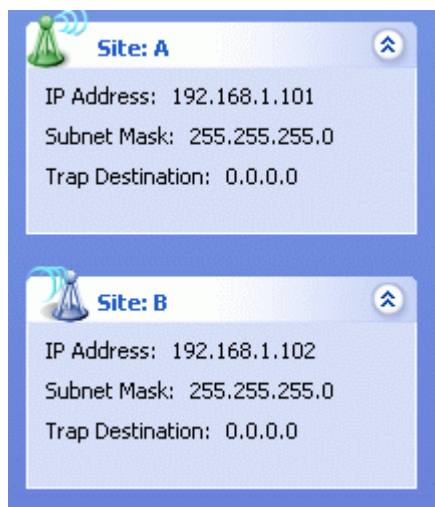 Site: A
IP Address: 192.168.1.101
Subnet Mask: 255.255.255.0
Trap Destination: 0.0.0.0
Site: B
IP Address: 192.168.1.102
Subnet Mask: 255.255.255.0
Trap Destination: 0.0.0.0